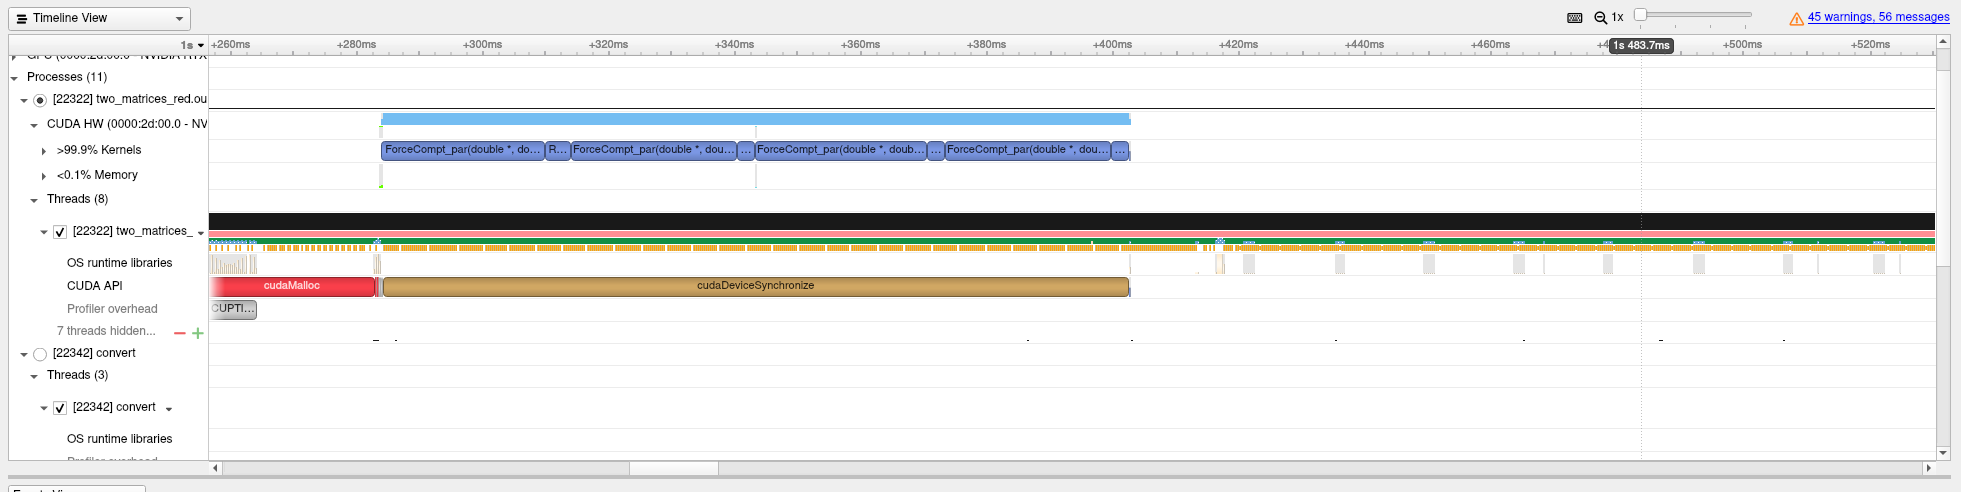 Timeline View
1x
45 warnings, 56 messages
1s +260ms +280ms +300ms +320ms +340ms +360ms +380ms +400ms +420ms +440ms +460ms 1s 483.7ms +500ms +520ms
Processes (11)
[22322] two_matrices_red.ou
CUDA HW (0000:2d:00.0 - NV
>99.9% Kernels
ForceCompt_par(double *, do... R... ForceCompt_par(double *, dou... ... ForceCompt_par(double *, doub... ... ForceCompt_par(double *, dou... ...
<0.1% Memory
Threads (8)
[22322] two_matrices_
OS runtime libraries
CUDA API
cudaMalloc cudaDeviceSynchronize
Profiler overhead
CUPTI...
7 threads hidden...
[22342] convert
Threads (3)
[22342] convert
OS runtime libraries